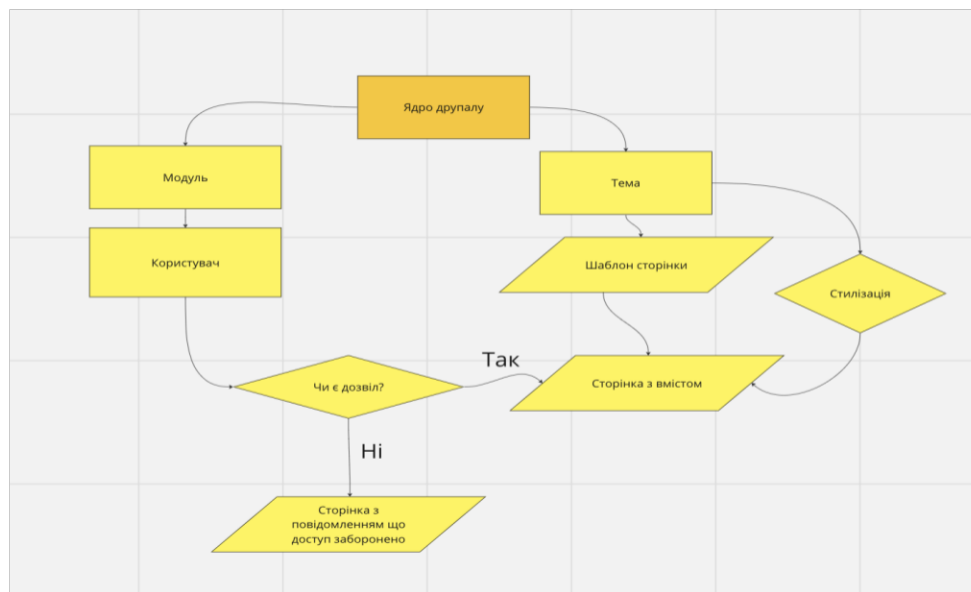 Ядро друпалу
Модуль
Тема
Користувач
Шаблон сторінки
Стилізація
Так
Чи є дозвіл?
Сторінка з вмістом
Ні
Сторінка з
повідомленням що
доступ заборонено